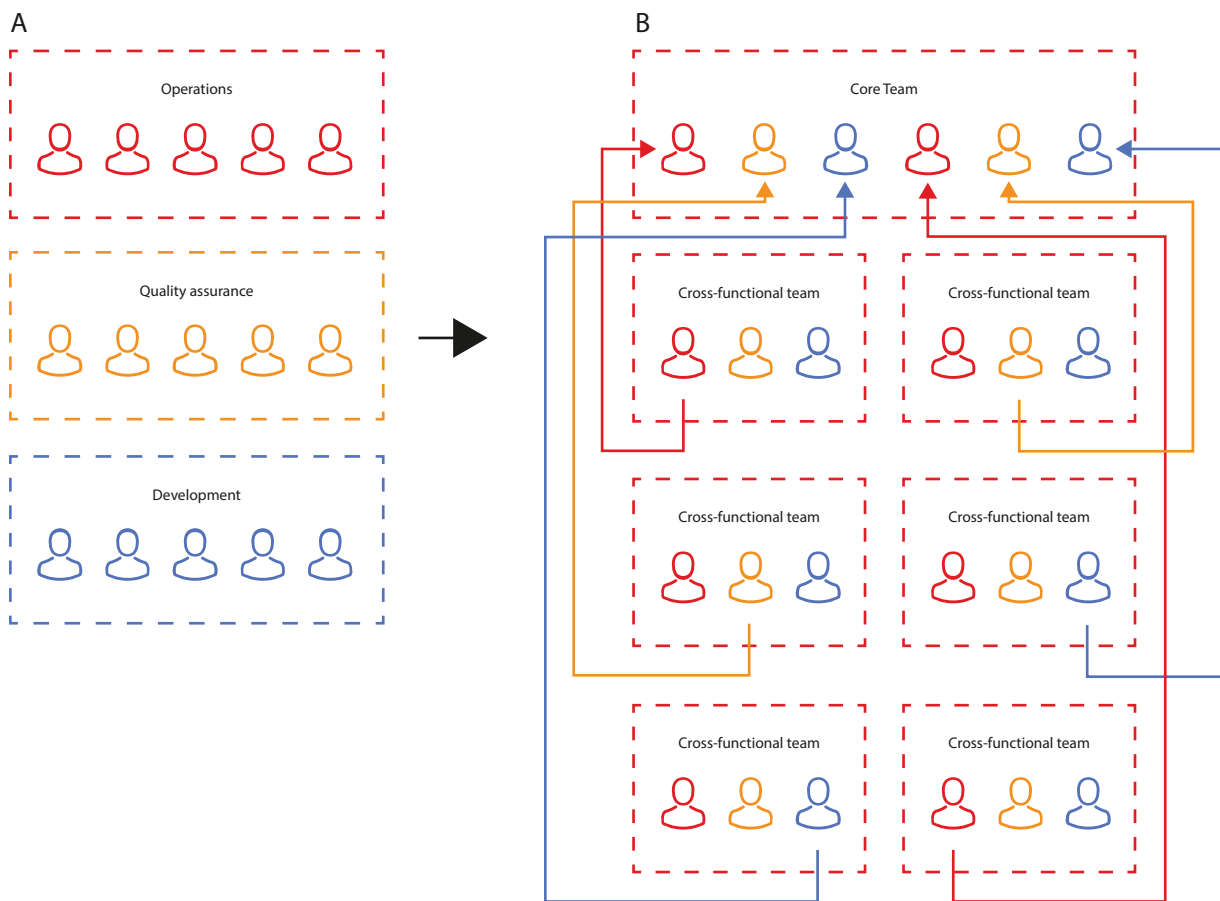 A
Operations
Quality assurance
Development
B
Core Team
Cross-functional team
Cross-functional team
Cross-functional team
Cross-functional team
Cross-functional team
Cross-functional team